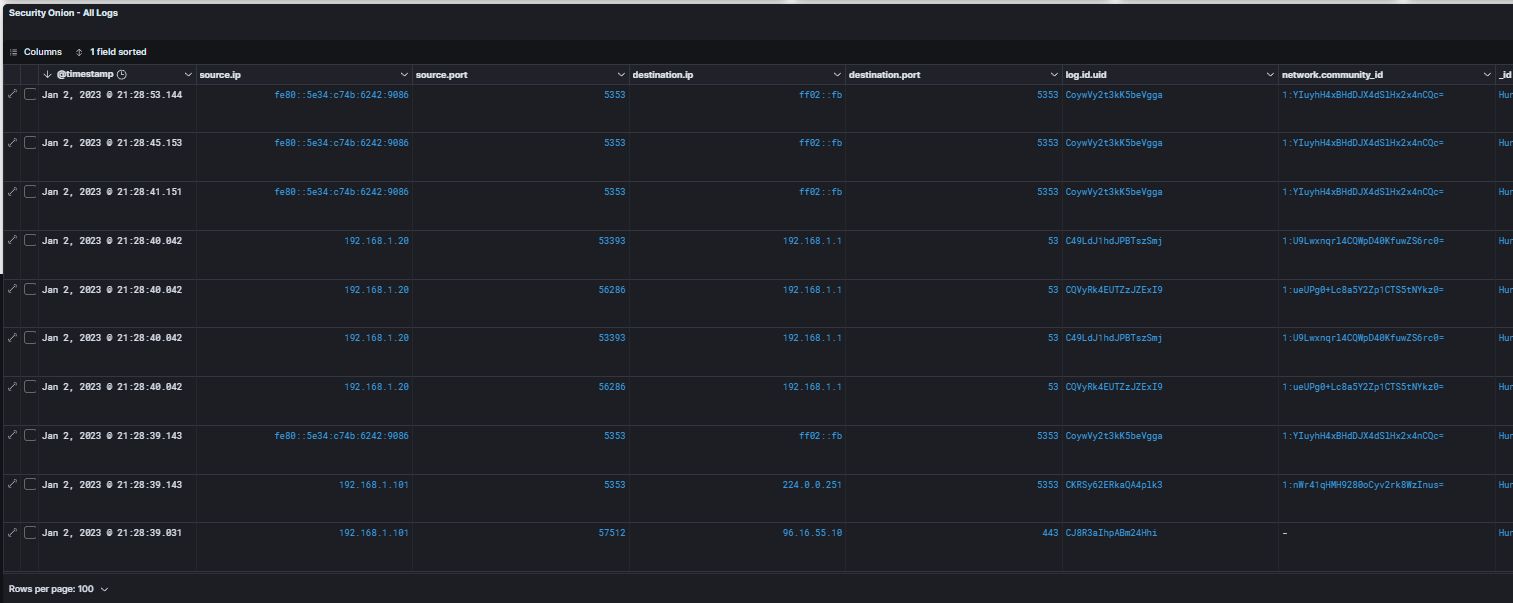 Security Onion - All Logs
Columns 1 field sorted
@timestamp source.ip source.port destination.ip destination.port log.id.uid network.community_id _id
Jan 2, 2023 @ 21:28:53.144 fe80::5e34:c74b:6242:9086 5353 ff02::fb 5353 CoywVy2t3kK5beVgga 1:YIuyhH4xBHdDJX4dSlHx2x4nCQc= Hun
Jan 2, 2023 @ 21:28:45.153 fe80::5e34:c74b:6242:9086 5353 ff02::fb 5353 CoywVy2t3kK5beVgga 1:YIuyhH4xBHdDJX4dSlHx2x4nCQc= Hun
Jan 2, 2023 @ 21:28:41.151 fe80::5e34:c74b:6242:9086 5353 ff02::fb 5353 CoywVy2t3kK5beVgga 1:YIuyhH4xBHdDJX4dSlHx2x4nCQc= Hun
Jan 2, 2023 @ 21:28:40.042 192.168.1.20 53393 192.168.1.1 53 C49LdJ1hdJPBTszSmj 1:U9Lwxnqrl4CQWpD40KfuwZS6rc0= Hun
Jan 2, 2023 @ 21:28:40.042 192.168.1.20 56286 192.168.1.1 53 CQVyRk4EUTZzJZExI9 1:ueUPg0+Lc8a5Y2Zp1CTS5tNYkz0= Hun
Jan 2, 2023 @ 21:28:40.042 192.168.1.20 53393 192.168.1.1 53 C49LdJ1hdJPBTszSmj 1:U9Lwxnqrl4CQWpD40KfuwZS6rc0= Hun
Jan 2, 2023 @ 21:28:40.042 192.168.1.20 56286 192.168.1.1 53 CQVyRk4EUTZzJZExI9 1:ueUPg0+Lc8a5Y2Zp1CTS5tNYkz0= Hun
Jan 2, 2023 @ 21:28:39.143 fe80::5e34:c74b:6242:9086 5353 ff02::fb 5353 CoywVy2t3kK5beVgga 1:YIuyhH4xBHdDJX4dSlHx2x4nCQc= Hun
Jan 2, 2023 @ 21:28:39.143 192.168.1.101 5353 224.0.0.251 5353 CKRSy62ERkaQA4plk3 1:nWr41qHMH9280oCyv2rk8WzInus= Hun
Jan 2, 2023 @ 21:28:39.031 192.168.1.101 57512 96.16.55.10 443 CJ8R3aIhpABm24Hhi - Hun
Rows per page: 100